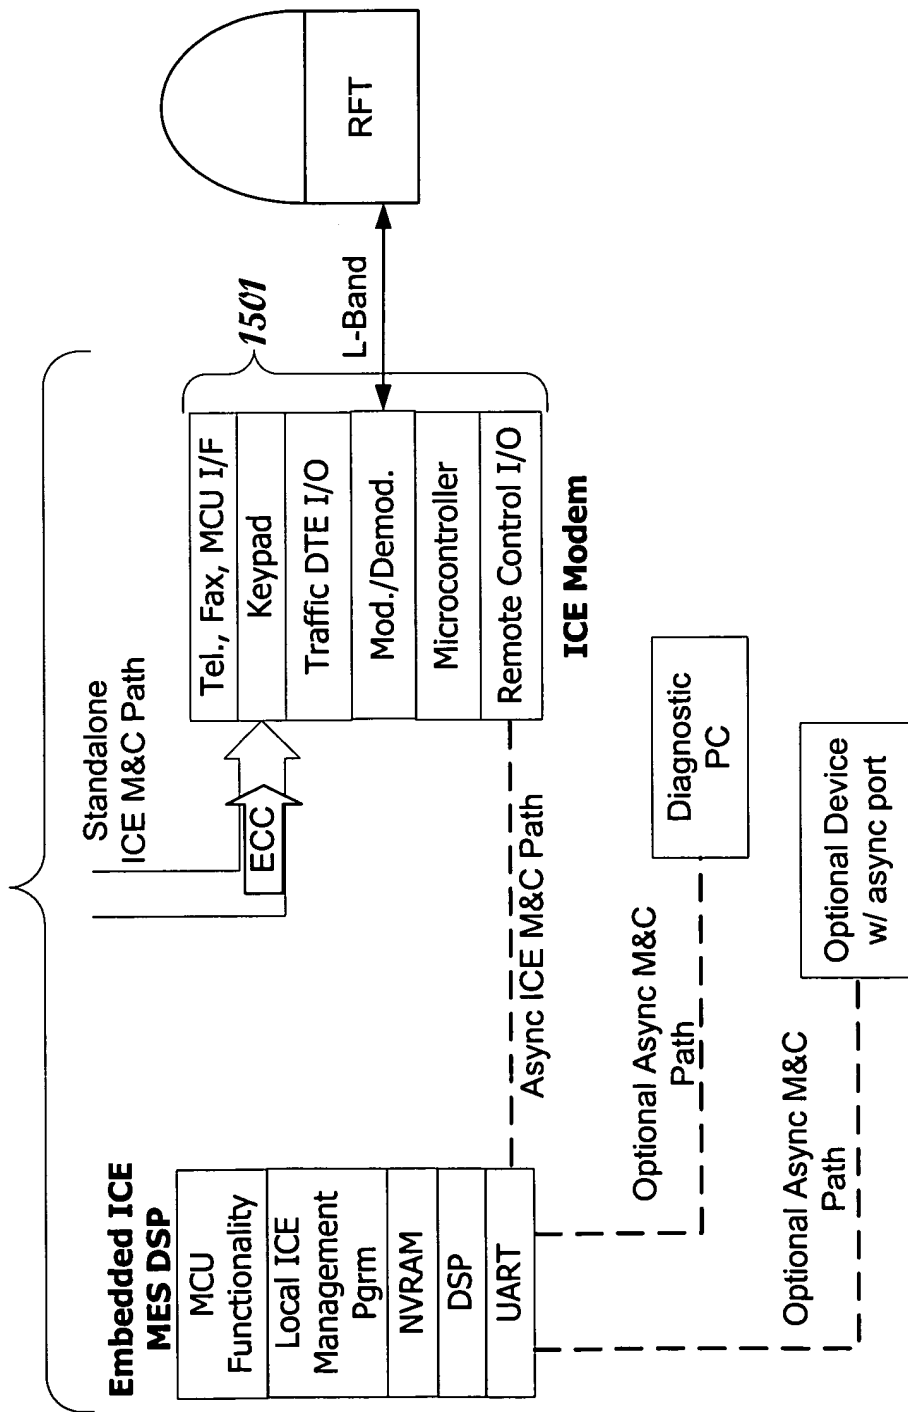 Embedded ICE
MES DSP
MCU
Functionality
Local ICE
Management
Pgrm
NVRAM
DSP
UART
Standalone
ICE M&C Path
ECC
Async ICE M&C Path
Optional Async M&C
Path
Optional Async M&C
Path
Tel., Fax, MCU I/F
Keypad
Traffic DTE I/O
Mod./Demod.
Microcontroller
Remote Control I/O
ICE Modem
1501
L-Band
RFT
Diagnostic
PC
Optional Device
w/ async port